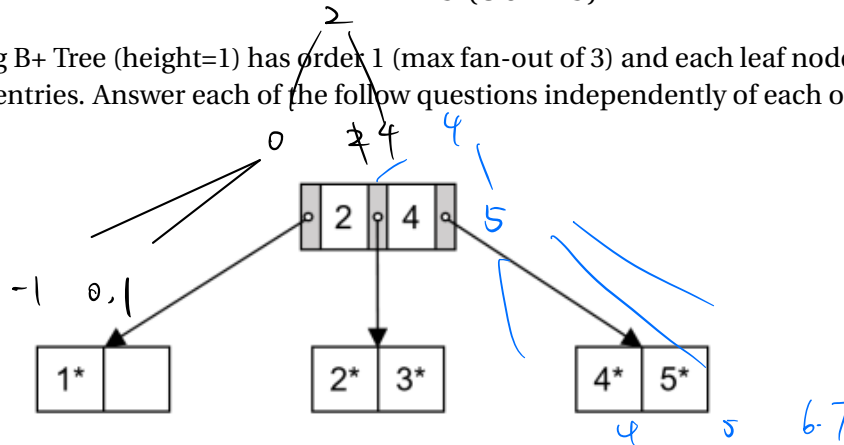 2
g B+ Tree (height=1) has order 1 (max fan-out of 3) and each leaf node
entries. Answer each of the follow questions independently of each o
0 4 4
2 4 5
-1 0,1
1* 2* 3* 4* 5*
4 5 6.7